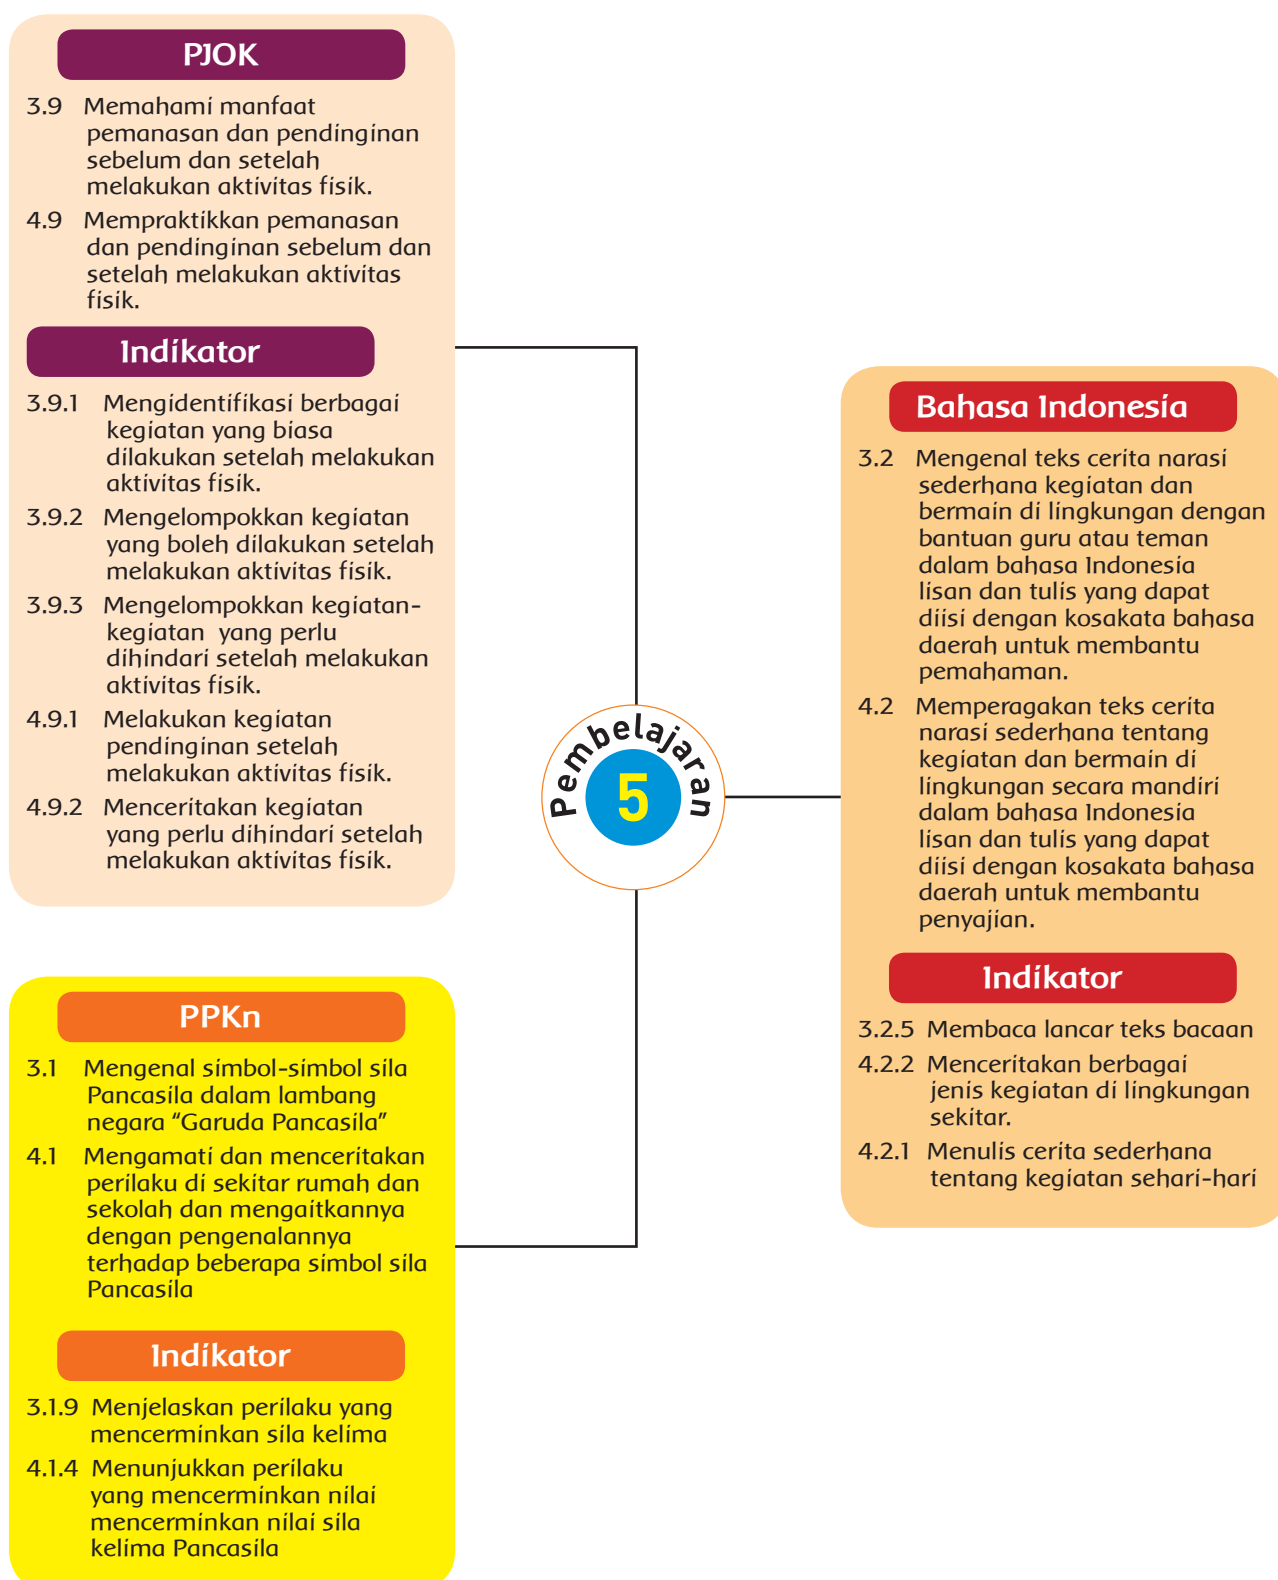 PJOK
3.9 Memahami manfaat
pemanasan dan pendinginan
sebelum dan setelah
melakukan aktivitas fisik.
4.9 Mempraktikkan pemanasan
dan pendinginan sebelum dan
setelah melakukan aktivitas
fisik.
Indikator
3.9.1 Mengidentifikasi berbagai
kegiatan yang biasa
dilakukan setelah melakukan
aktivitas fisik.
3.9.2 Mengelompokkan kegiatan
yang boleh dilakukan setelah
melakukan aktivitas fisik.
3.9.3 Mengelompokkan kegiatan-
kegiatan yang perlu
dihindari setelah melakukan
aktivitas fisik.
4.9.1 Melakukan kegiatan
pendinginan setelah
melakukan aktivitas fisik.
4.9.2 Menceritakan kegiatan
yang perlu dihindari setelah
melakukan aktivitas fisik.
Pembelajaran
5
Bahasa Indonesia
3.2 Mengenal teks cerita narasi
sederhana kegiatan dan
bermain di lingkungan dengan
bantuan guru atau teman
dalam bahasa Indonesia
lisan dan tulis yang dapat
diisi dengan kosakata bahasa
daerah untuk membantu
pemahaman.
4.2 Memperagakan teks cerita
narasi sederhana tentang
kegiatan dan bermain di
lingkungan secara mandiri
dalam bahasa Indonesia
lisan dan tulis yang dapat
diisi dengan kosakata bahasa
daerah untuk membantu
penyajian.
Indikator
3.2.5 Membaca lancar teks bacaan
4.2.2 Menceritakan berbagai
jenis kegiatan di lingkungan
sekitar.
4.2.1 Menulis cerita sederhana
tentang kegiatan sehari-hari
PPKn
3.1 Mengenal simbol-simbol sila
Pancasila dalam lambang
negara “Garuda Pancasila”
4.1 Mengamati dan menceritakan
perilaku di sekitar rumah dan
sekolah dan mengaitkannya
dengan pengenalannya
terhadap beberapa simbol sila
Pancasila
Indikator
3.1.9 Menjelaskan perilaku yang
mencerminkan sila kelima
4.1.4 Menunjukkan perilaku
yang mencerminkan nilai
mencerminkan nilai sila
kelima Pancasila